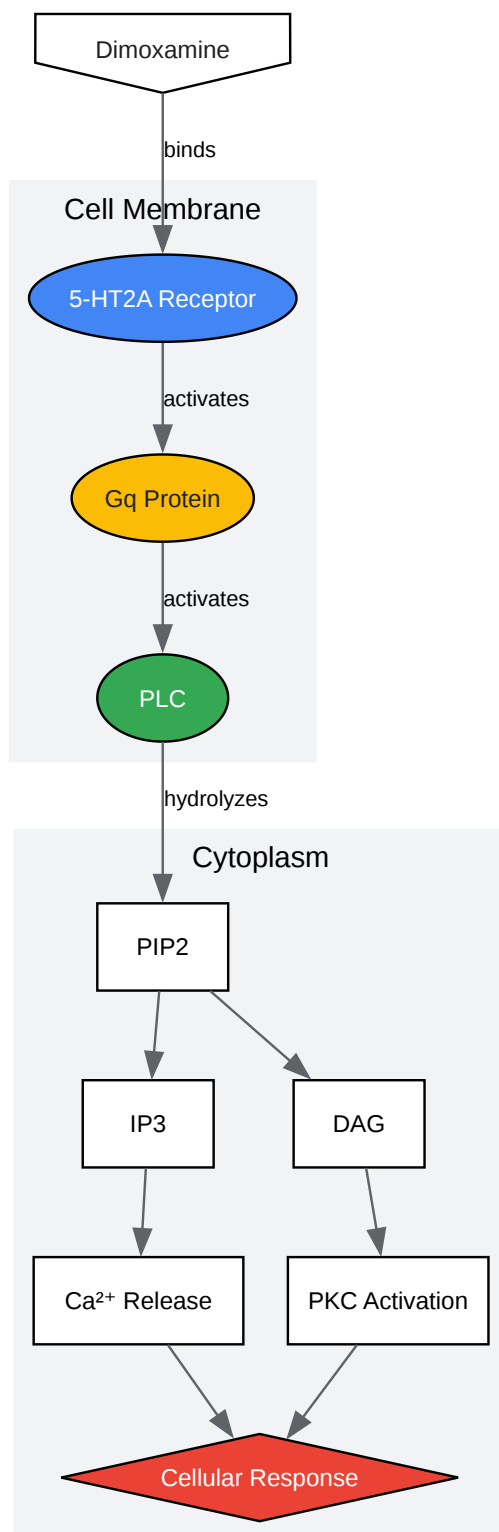 Dimoxamine
binds
Cell Membrane
5-HT2A Receptor
activates
Gq Protein
activates
PLC
hydrolyzes
Cytoplasm
PIP2
IP3
DAG
Ca²⁺ Release
PKC Activation
Cellular Response